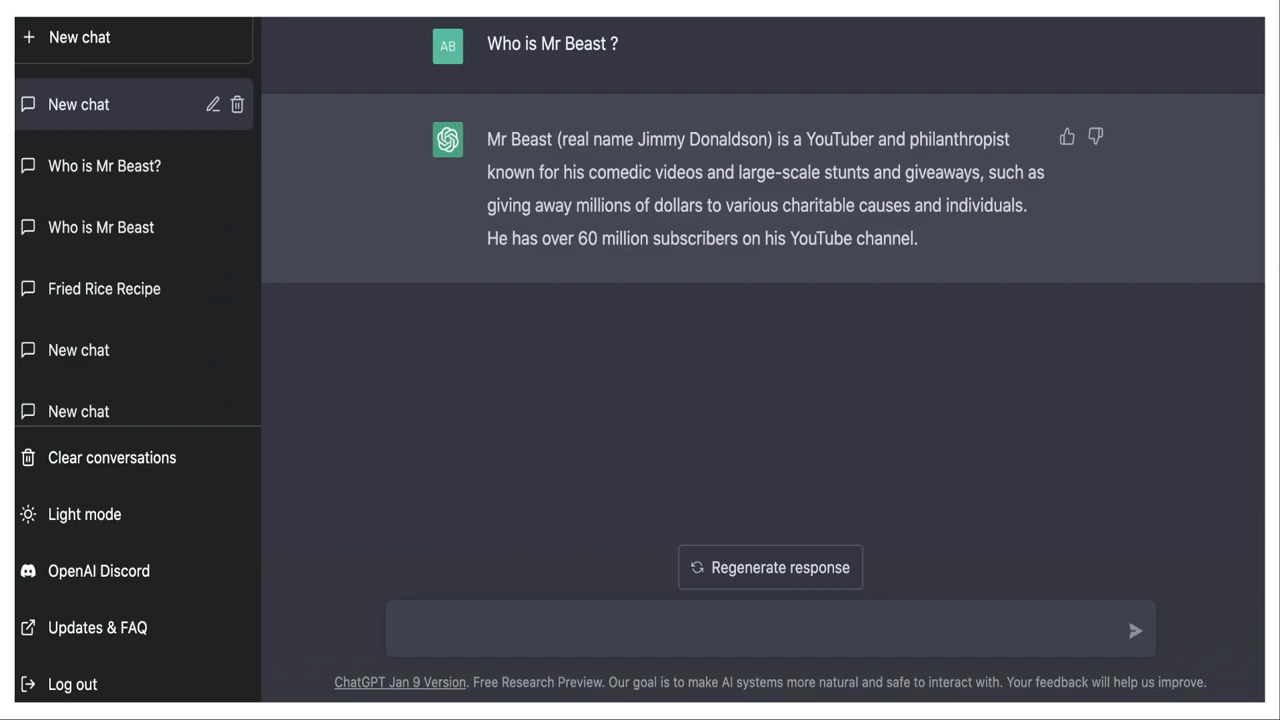 New chat
New chat
Who is Mr Beast?
Who is Mr Beast
Fried Rice Recipe
New chat
New chat
Clear conversations
Light mode
OpenAI Discord
Updates & FAQ
Log out
AB
Who is Mr Beast ?
Mr Beast (real name Jimmy Donaldson) is a YouTuber and philanthropist
known for his comedic videos and large-scale stunts and giveaways, such as
giving away millions of dollars to various charitable causes and individuals.
He has over 60 million subscribers on his YouTube channel.
Regenerate response
ChatGPT Jan 9 Version. Free Research Preview. Our goal is to make AI systems more natural and safe to interact with. Your feedback will help us improve.